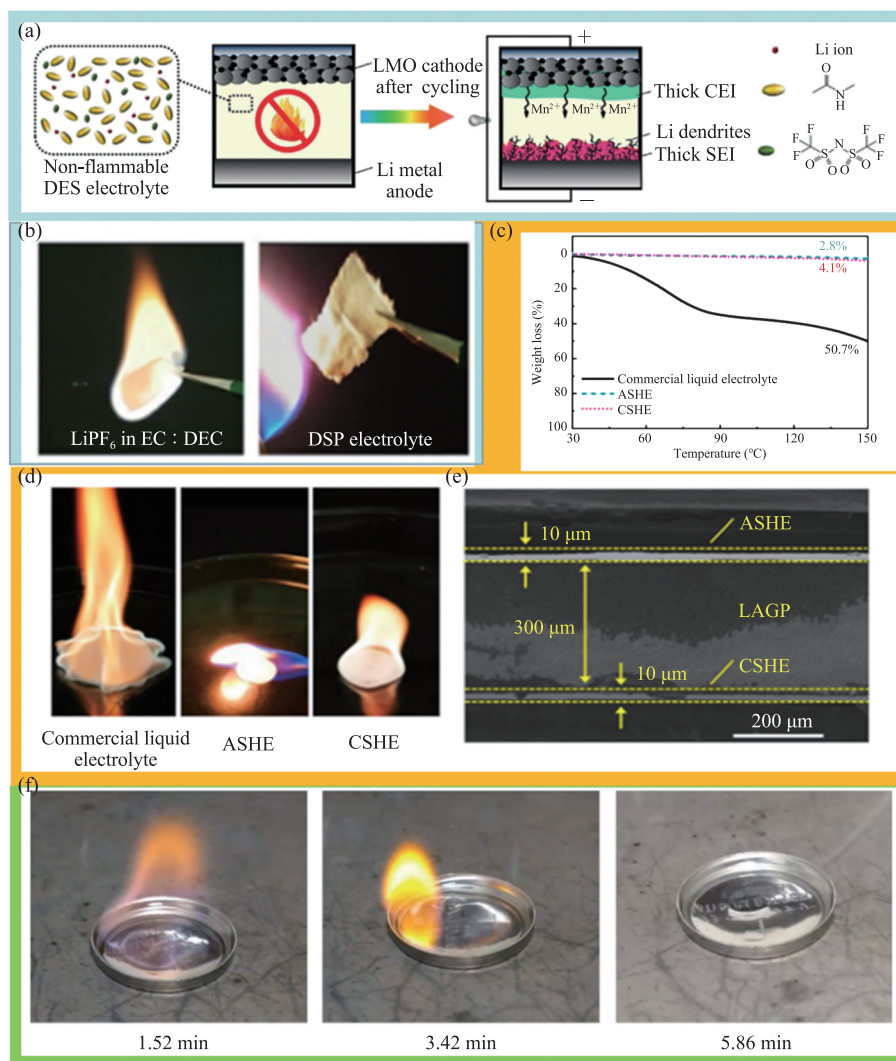 (a)
Non-flammable
DES electrolyte
LMO cathode
after cycling
Li metal
anode
+
Mn²⁺
Mn²⁺
Mn²⁺
−
Thick CEI
Li dendrites
Thick SEI
Li ion
O
N
H
F
F
F
S
O
O
N
S
O
O
F
F
F
(b)
LiPF₆ in EC : DEC
DSP electrolyte
(c)
Weight loss (%)
0
20
40
60
80
100
2.8%
4.1%
50.7%
Commercial liquid electrolyte
ASHE
CSHE
30
60
90
120
150
Temperature (°C)
(d)
Commercial liquid
electrolyte
ASHE
CSHE
(e)
10 μm
ASHE
300 μm
LAGP
10 μm
CSHE
200 μm
(f)
1.52 min
3.42 min
5.86 min